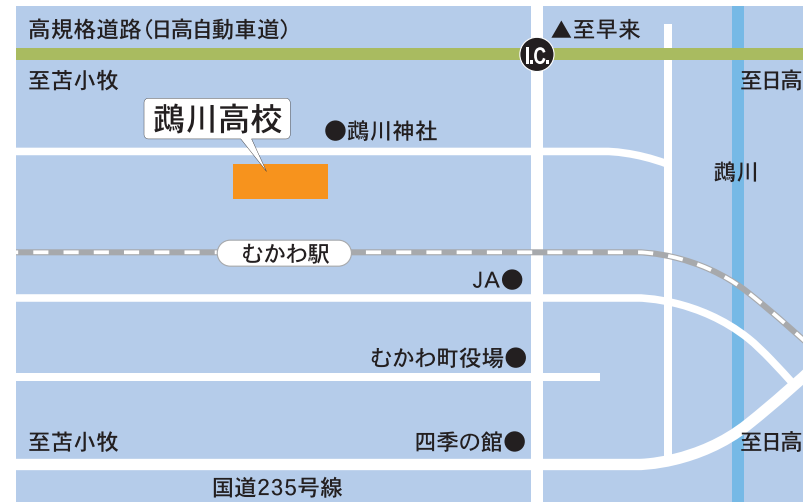 高規格道路(日高自動車道)
▲至早来
I.C.
至苫小牧
至日高
鵡川高校
●鵡川神社
鵡川
むかわ駅
JA●
むかわ町役場●
至苫小牧
四季の館●
至日高
国道235号線